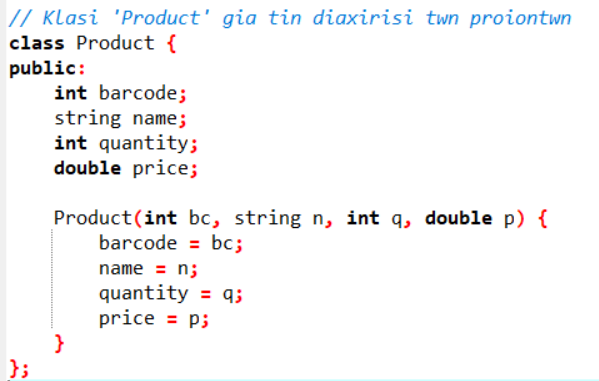 // Klasi 'Product' gia tin diaxirisi twn proiontwn
class Product {
public:
    int barcode;
    string name;
    int quantity;
    double price;

    Product(int bc, string n, int q, double p) {
        barcode = bc;
        name = n;
        quantity = q;
        price = p;
    }
};